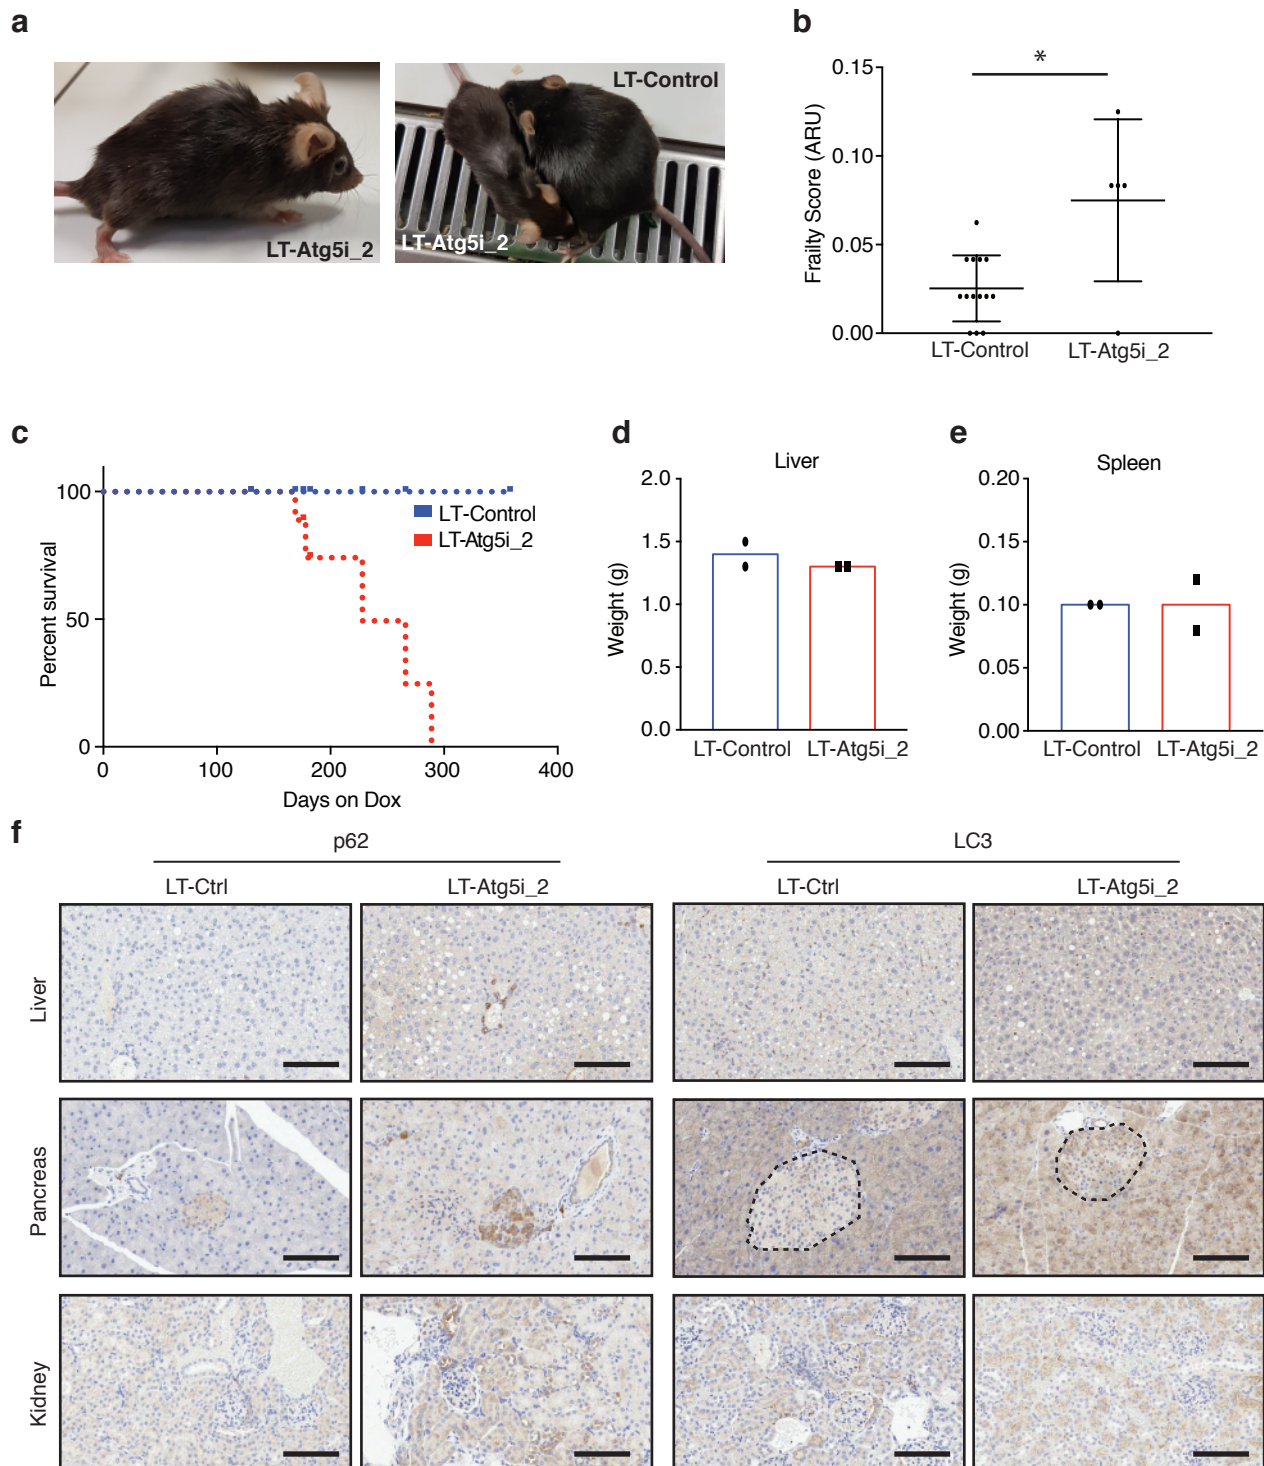 a
LT-Atg5i_2
LT-Control
LT-Atg5i_2
b
*
0.15
0.10
0.05
0.00
Frailty Score (ARU)
LT-Control
LT-Atg5i_2
c
100
50
0
Percent survival
0 100 200 300 400
Days on Dox
LT-Control
LT-Atg5i_2
d
Liver
2.0
1.5
1.0
0.5
0.0
Weight (g)
LT-Control
LT-Atg5i_2
e
Spleen
0.20
0.15
0.10
0.05
0.00
Weight (g)
LT-Control
LT-Atg5i_2
f
p62
LC3
LT-Ctrl
LT-Atg5i_2
LT-Ctrl
LT-Atg5i_2
Liver
Pancreas
Kidney